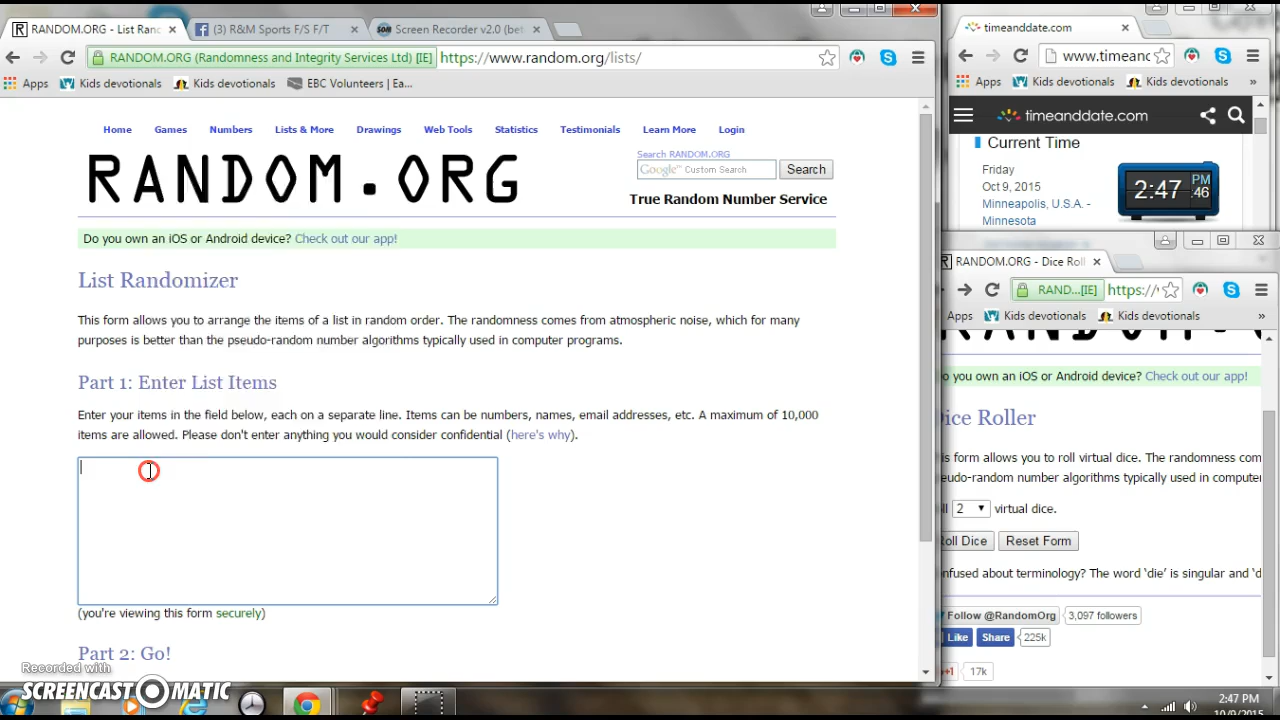 RANDOM.ORG - List Ranc
(3) R&M Sports F/S F/T
Screen Recorder v2.0 (bet
RANDOM.ORG (Randomness and Integrity Services Ltd) [IE] https://www.random.org/lists/
Apps Kids devotionals Kids devotionals EBC Volunteers | Ea...
Home Games Numbers Lists & More Drawings Web Tools Statistics Testimonials Learn More Login
RANDOM.ORG
Search RANDOM.ORG
Google™ Custom Search Search
True Random Number Service
Do you own an iOS or Android device? Check out our app!
List Randomizer
This form allows you to arrange the items of a list in random order. The randomness comes from atmospheric noise, which for many
purposes is better than the pseudo-random number algorithms typically used in computer programs.
Part 1: Enter List Items
Enter your items in the field below, each on a separate line. Items can be numbers, names, email addresses, etc. A maximum of 10,000
items are allowed. Please don't enter anything you would consider confidential (here's why).
(you're viewing this form securely)
Part 2: Go!
Recorded with
SCREENCAST MATIC
timeanddate.com
www.timeanc
Apps Kids devotionals Kids devotionals »
timeanddate.com
Current Time
Friday
Oct 9, 2015
Minneapolis, U.S.A. -
Minnesota
2:47 PM :46
RANDOM.ORG - Dice Roll
RAND...[IE] https://
Apps Kids devotionals Kids devotionals »
o you own an iOS or Android device? Check out our app!
Dice Roller
is form allows you to roll virtual dice. The randomness com
eudo-random number algorithms typically used in computer
ll 2 virtual dice.
Roll Dice Reset Form
nfused about terminology? The word 'die' is singular and 'd
Follow @RandomOrg 3,097 followers
Like Share 225k
+1 17k
2:47 PM
10/9/2015